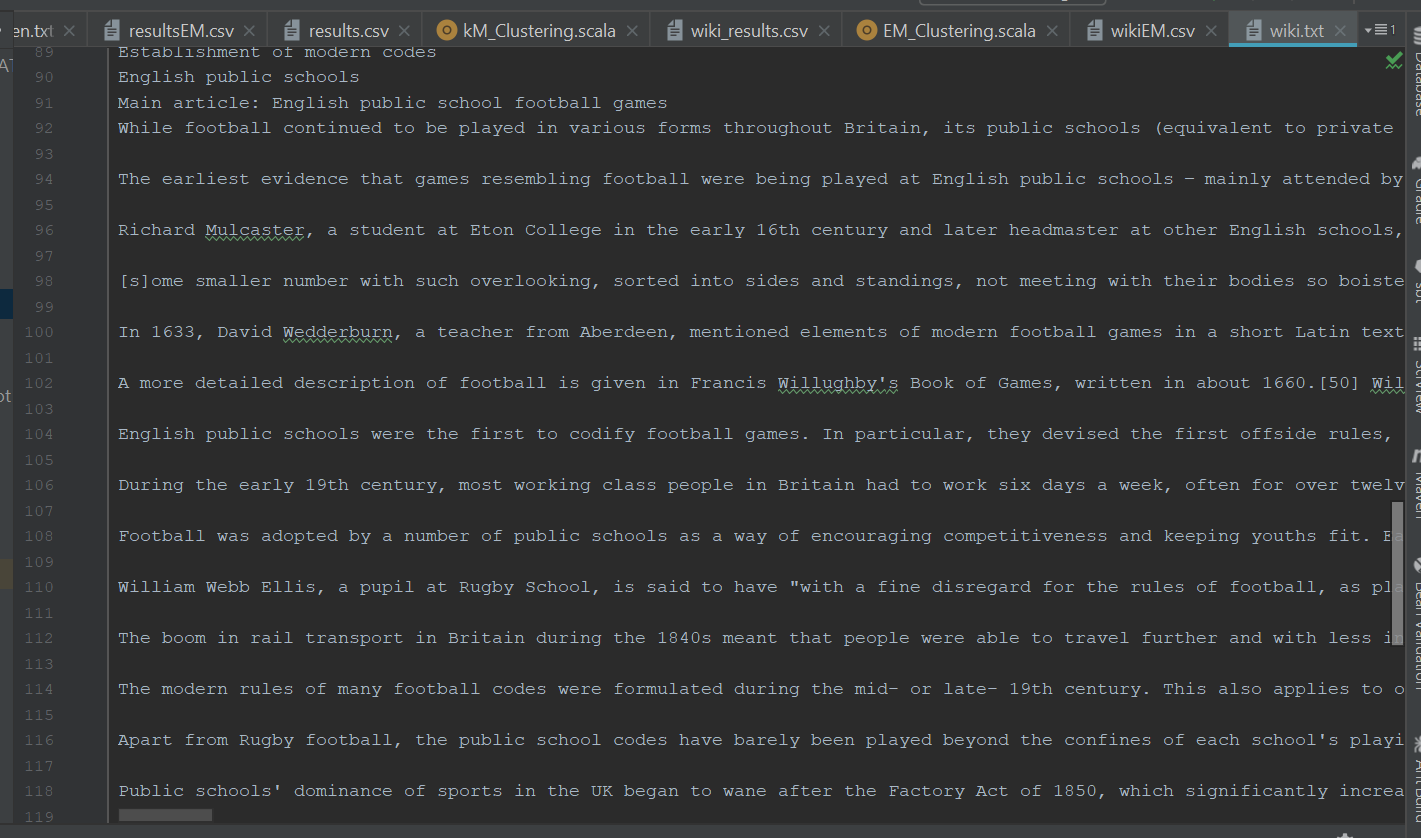 en.txt resultsEM.csv results.csv kM_Clustering.scala wiki_results.csv EM_Clustering.scala wikiEM.csv wiki.txt 1
89 Establishment of modern codes
90 English public schools
91 Main article: English public school football games
92 While football continued to be played in various forms throughout Britain, its public schools (equivalent to private
93
94 The earliest evidence that games resembling football were being played at English public schools – mainly attended by
95
96 Richard Mulcaster, a student at Eton College in the early 16th century and later headmaster at other English schools,
97
98 [s]ome smaller number with such overlooking, sorted into sides and standings, not meeting with their bodies so boiste
99
100 In 1633, David Wedderburn, a teacher from Aberdeen, mentioned elements of modern football games in a short Latin text
101
102 A more detailed description of football is given in Francis Willughby's Book of Games, written in about 1660.[50] Wil
103
104 English public schools were the first to codify football games. In particular, they devised the first offside rules,
105
106 During the early 19th century, most working class people in Britain had to work six days a week, often for over twelv
107
108 Football was adopted by a number of public schools as a way of encouraging competitiveness and keeping youths fit. Ea
109
110 William Webb Ellis, a pupil at Rugby School, is said to have "with a fine disregard for the rules of football, as pla
111
112 The boom in rail transport in Britain during the 1840s meant that people were able to travel further and with less in
113
114 The modern rules of many football codes were formulated during the mid- or late- 19th century. This also applies to o
115
116 Apart from Rugby football, the public school codes have barely been played beyond the confines of each school's playi
117
118 Public schools' dominance of sports in the UK began to wane after the Factory Act of 1850, which significantly increa
119
Database
Gradle
sbt
SciView
Maven
Bean Validation
Ant Build